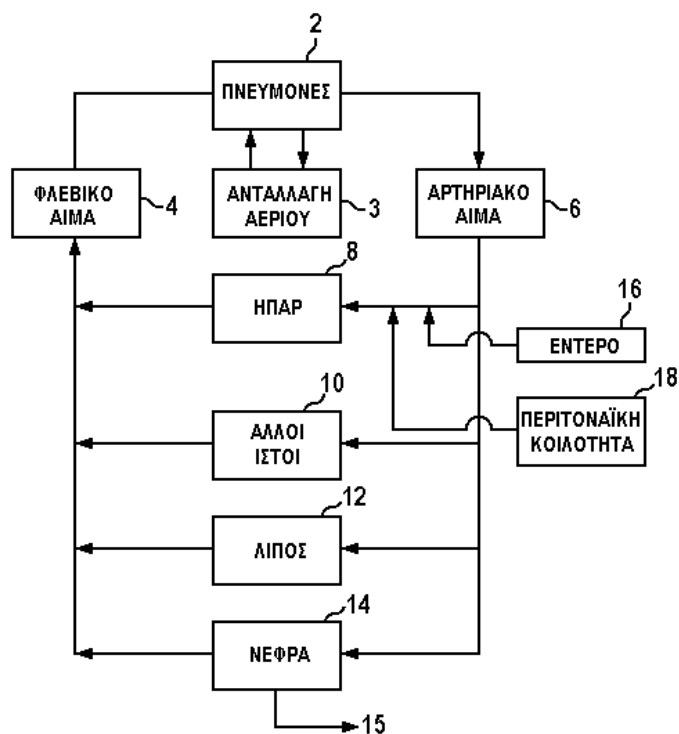 2
ΠΝΕΥΜΟΝΕΣ
ΦΛΕΒΙΚΟ
ΑΙΜΑ
4
ΑΝΤΑΛΛΑΓΗ
ΑΕΡΙΟΥ
3
ΑΡΤΗΡΙΑΚΟ
ΑΙΜΑ
6
8
ΗΠΑΡ
16
ΕΝΤΕΡΟ
10
ΑΛΛΟΙ
ΙΣΤΟΙ
18
ΠΕΡΙΤΟΝΑΪΚΗ
ΚΟΙΛΟΤΗΤΑ
12
ΛΙΠΟΣ
14
ΝΕΦΡΑ
15